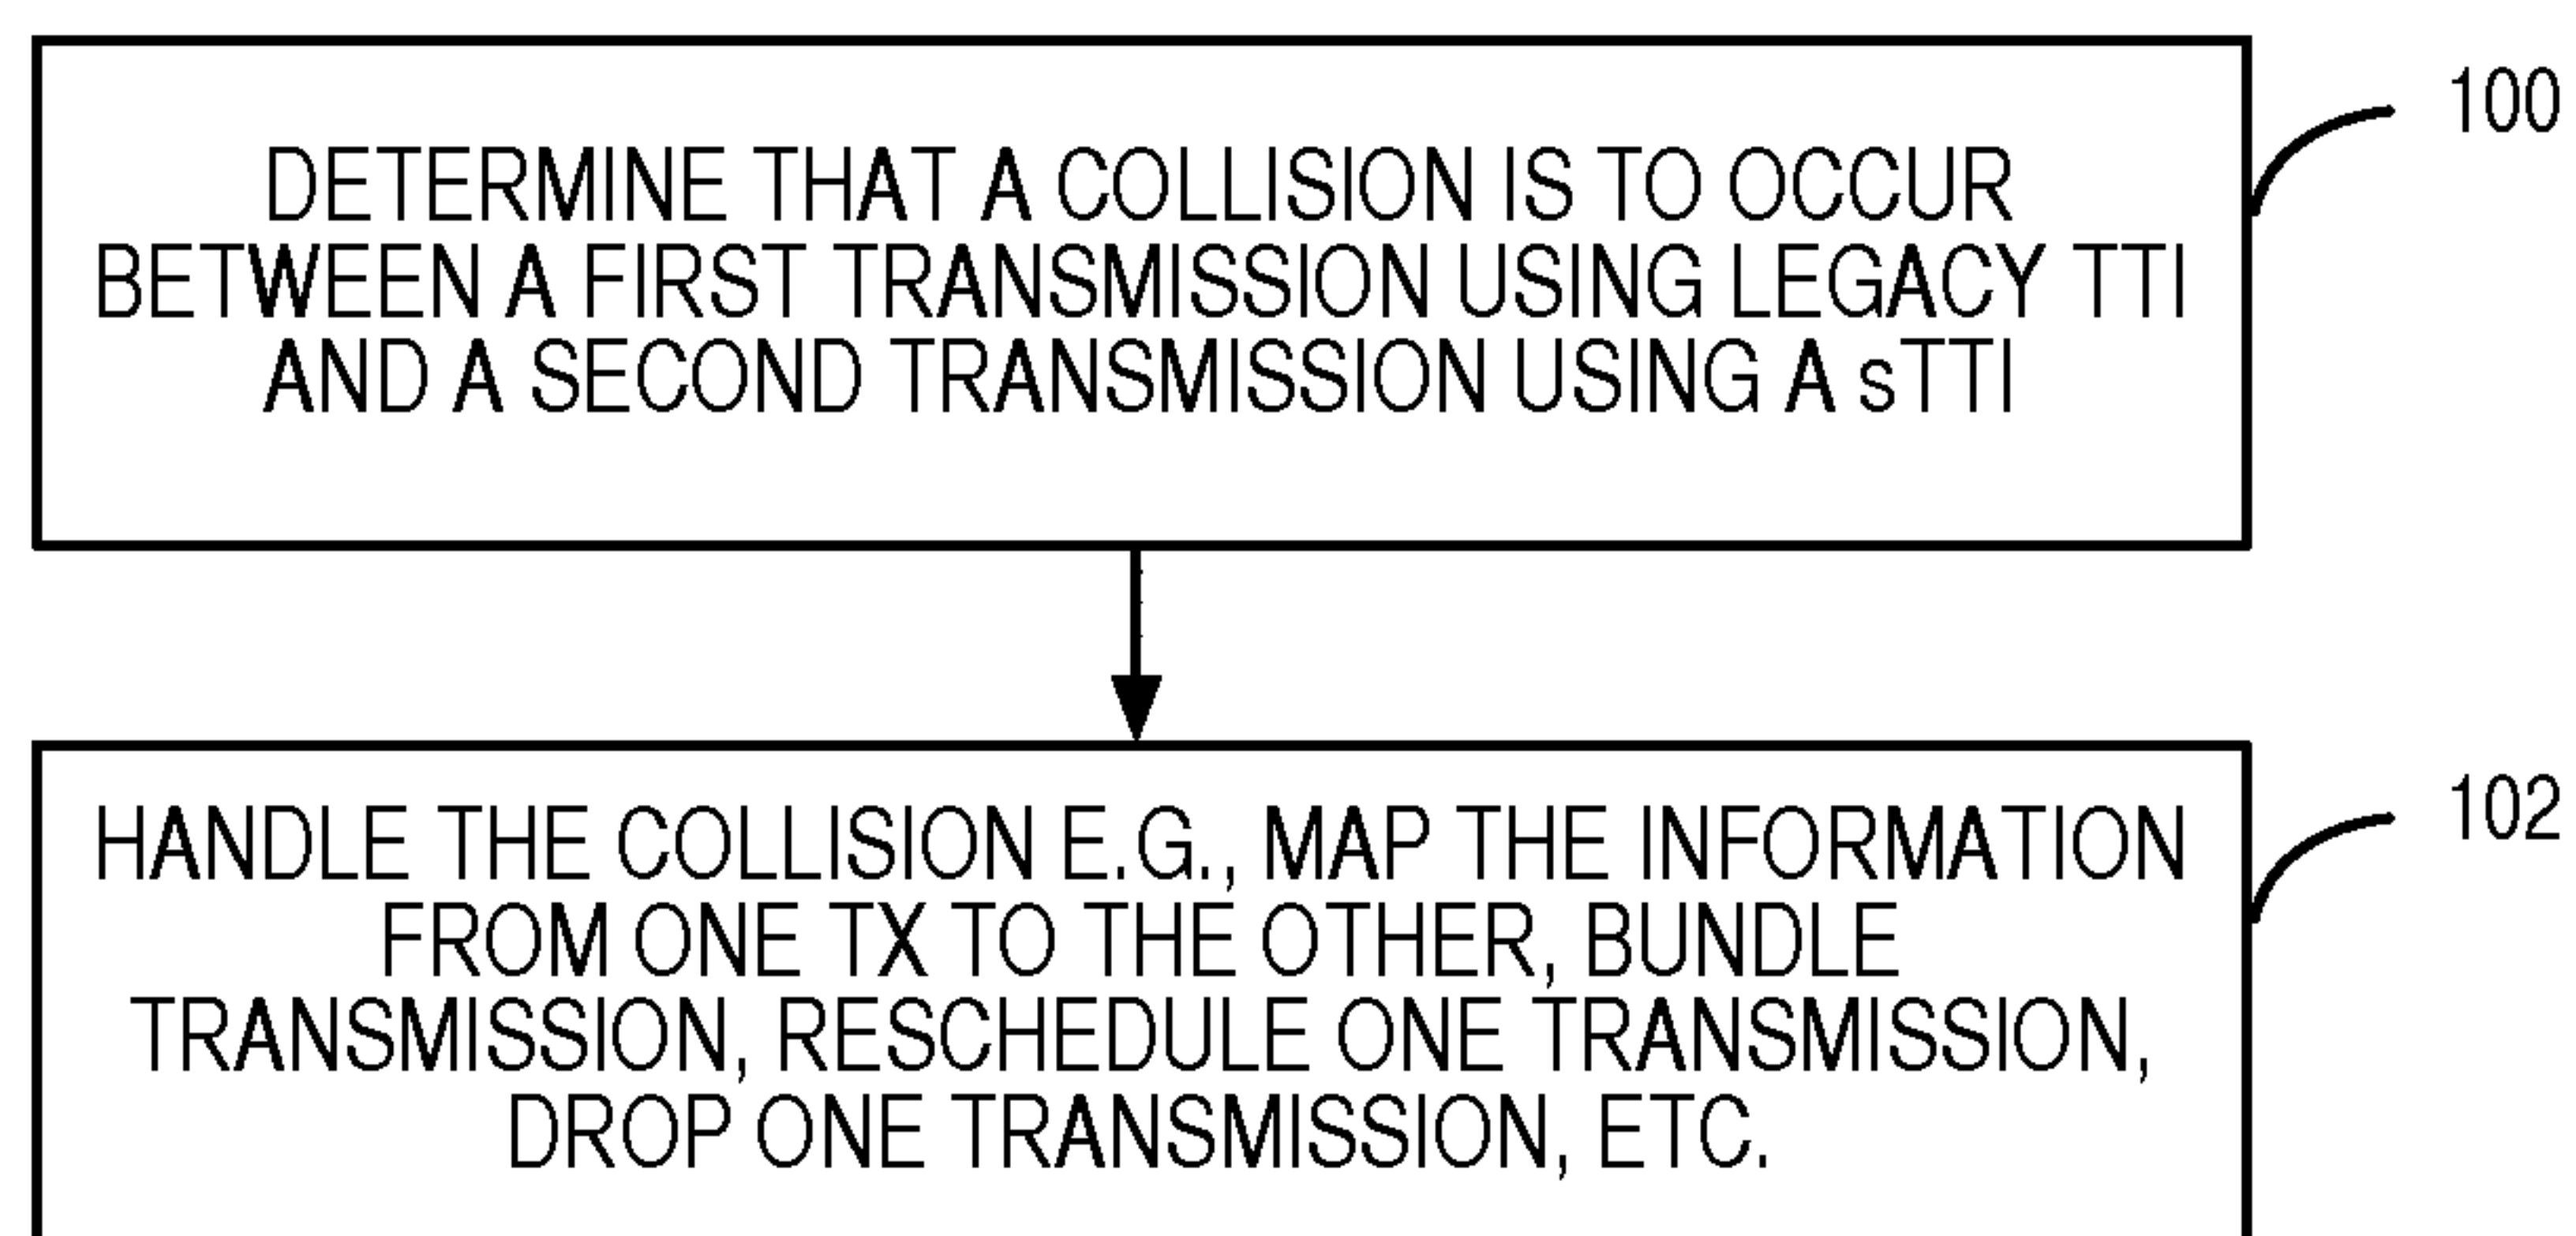 100
DETERMINE THAT A COLLISION IS TO OCCUR
BETWEEN A FIRST TRANSMISSION USING LEGACY TTI
AND A SECOND TRANSMISSION USING A sTTI
102
HANDLE THE COLLISION E.G., MAP THE INFORMATION
FROM ONE TX TO THE OTHER, BUNDLE
TRANSMISSION, RESCHEDULE ONE TRANSMISSION,
DROP ONE TRANSMISSION, ETC.